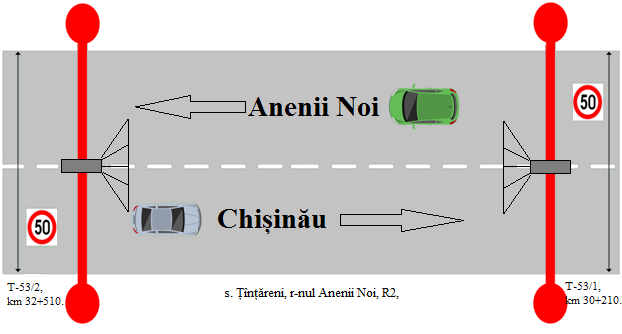 50
Anenii Noi
Chișinău
50
T-53/2,
km 32+510.
s. Țînțăreni, r-nul Anenii Noi, R2,
T-53/1,
km 30+210.